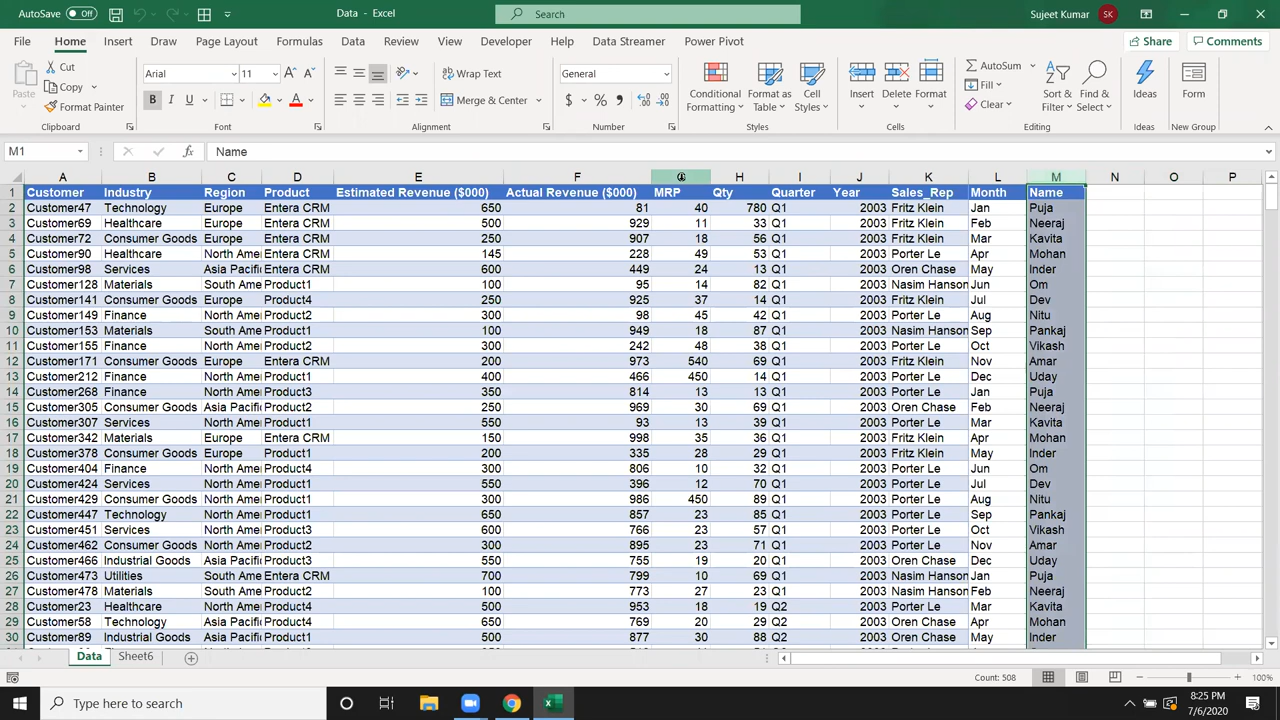 AutoSave Off Data - Excel Search Sujeet Kumar SK
File Home Insert Draw Page Layout Formulas Data Review View Developer Help Data Streamer Power Pivot Share Comments
Paste Cut Copy Format Painter Clipboard
Arial 11 B I U A Font
Wrap Text Merge & Center Alignment
General $ % Number
Conditional Formatting Format as Table Cell Styles Styles
Insert Delete Format Cells
AutoSum Fill Clear Sort & Filter Find & Select Editing
Ideas Ideas
Form New Group
M1 fx Name
A B C D E F G H I J K L M N O P
1 Customer Industry Region Product Estimated Revenue ($000) Actual Revenue ($000) MRP Qty Quarter Year Sales_Rep Month Name
2 Customer47 Technology Europe Entera CRM 650 81 40 780 Q1 2003 Fritz Klein Jan Puja
3 Customer69 Healthcare Europe Entera CRM 500 929 11 33 Q1 2003 Fritz Klein Feb Neeraj
4 Customer72 Consumer Goods Europe Entera CRM 250 907 18 56 Q1 2003 Fritz Klein Mar Kavita
5 Customer90 Healthcare North Ame Entera CRM 145 228 49 53 Q1 2003 Porter Le Apr Mohan
6 Customer98 Services Asia Pacific Entera CRM 600 449 24 13 Q1 2003 Oren Chase May Inder
7 Customer128 Materials South Ame Product1 100 95 14 82 Q1 2003 Nasim Hanson Jun Om
8 Customer141 Consumer Goods Europe Product4 250 925 37 14 Q1 2003 Fritz Klein Jul Dev
9 Customer149 Finance North Ame Product2 300 98 45 42 Q1 2003 Porter Le Aug Nitu
10 Customer153 Materials South Ame Product1 100 949 18 87 Q1 2003 Nasim Hanson Sep Pankaj
11 Customer155 Finance North Ame Product2 300 242 48 38 Q1 2003 Porter Le Oct Vikash
12 Customer171 Consumer Goods Europe Entera CRM 200 973 540 69 Q1 2003 Fritz Klein Nov Amar
13 Customer212 Finance North Ame Product1 400 466 450 14 Q1 2003 Porter Le Dec Uday
14 Customer268 Finance North Ame Product3 350 814 13 13 Q1 2003 Porter Le Jan Puja
15 Customer305 Consumer Goods Asia Pacific Product2 250 969 30 69 Q1 2003 Oren Chase Feb Neeraj
16 Customer307 Services North Ame Product1 550 93 13 39 Q1 2003 Porter Le Mar Kavita
17 Customer342 Materials Europe Entera CRM 150 998 35 36 Q1 2003 Fritz Klein Apr Mohan
18 Customer378 Consumer Goods Europe Product1 200 335 28 29 Q1 2003 Fritz Klein May Inder
19 Customer404 Finance North Ame Product4 300 806 10 32 Q1 2003 Porter Le Jun Om
20 Customer424 Services North Ame Product1 550 396 12 70 Q1 2003 Porter Le Jul Dev
21 Customer429 Consumer Goods North Ame Product1 300 986 450 89 Q1 2003 Porter Le Aug Nitu
22 Customer447 Technology North Ame Product1 650 857 23 85 Q1 2003 Porter Le Sep Pankaj
23 Customer451 Services North Ame Product3 600 766 23 57 Q1 2003 Porter Le Oct Vikash
24 Customer462 Consumer Goods North Ame Product1 300 895 23 71 Q1 2003 Porter Le Nov Amar
25 Customer466 Industrial Goods Asia Pacific Product3 550 755 19 20 Q1 2003 Oren Chase Dec Uday
26 Customer473 Utilities South Ame Entera CRM 700 799 10 69 Q1 2003 Nasim Hanson Jan Puja
27 Customer478 Materials South Ame Product1 100 773 27 23 Q1 2003 Nasim Hanson Feb Neeraj
28 Customer23 Healthcare North Ame Product4 500 953 18 19 Q2 2003 Porter Le Mar Kavita
29 Customer58 Technology Asia Pacific Product4 650 769 20 29 Q2 2003 Oren Chase Apr Mohan
30 Customer89 Industrial Goods Asia Pacific Product1 500 877 30 88 Q2 2003 Oren Chase May Inder
Data Sheet6
Count: 508 100%
Type here to search 8:25 PM
7/6/2020